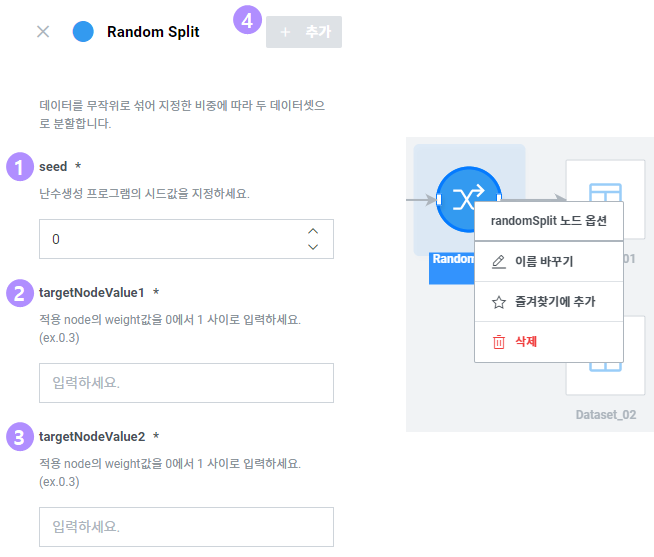 Random Split
4
+ 추가
데이터를 무작위로 섞어 지정한 비중에 따라 두 데이터셋으
로 분할합니다.
1
seed *
난수생성 프로그램의 시드값을 지정하세요.
0
2
targetNodeValue1 *
적용 node의 weight값을 0에서 1 사이로 입력하세요.
(ex.0.3)
입력하세요.
3
targetNodeValue2 *
적용 node의 weight값을 0에서 1 사이로 입력하세요.
(ex.0.3)
입력하세요.
randomSplit 노드 옵션
Random
01
이름 바꾸기
즐겨찾기에 추가
삭제
Dataset_02